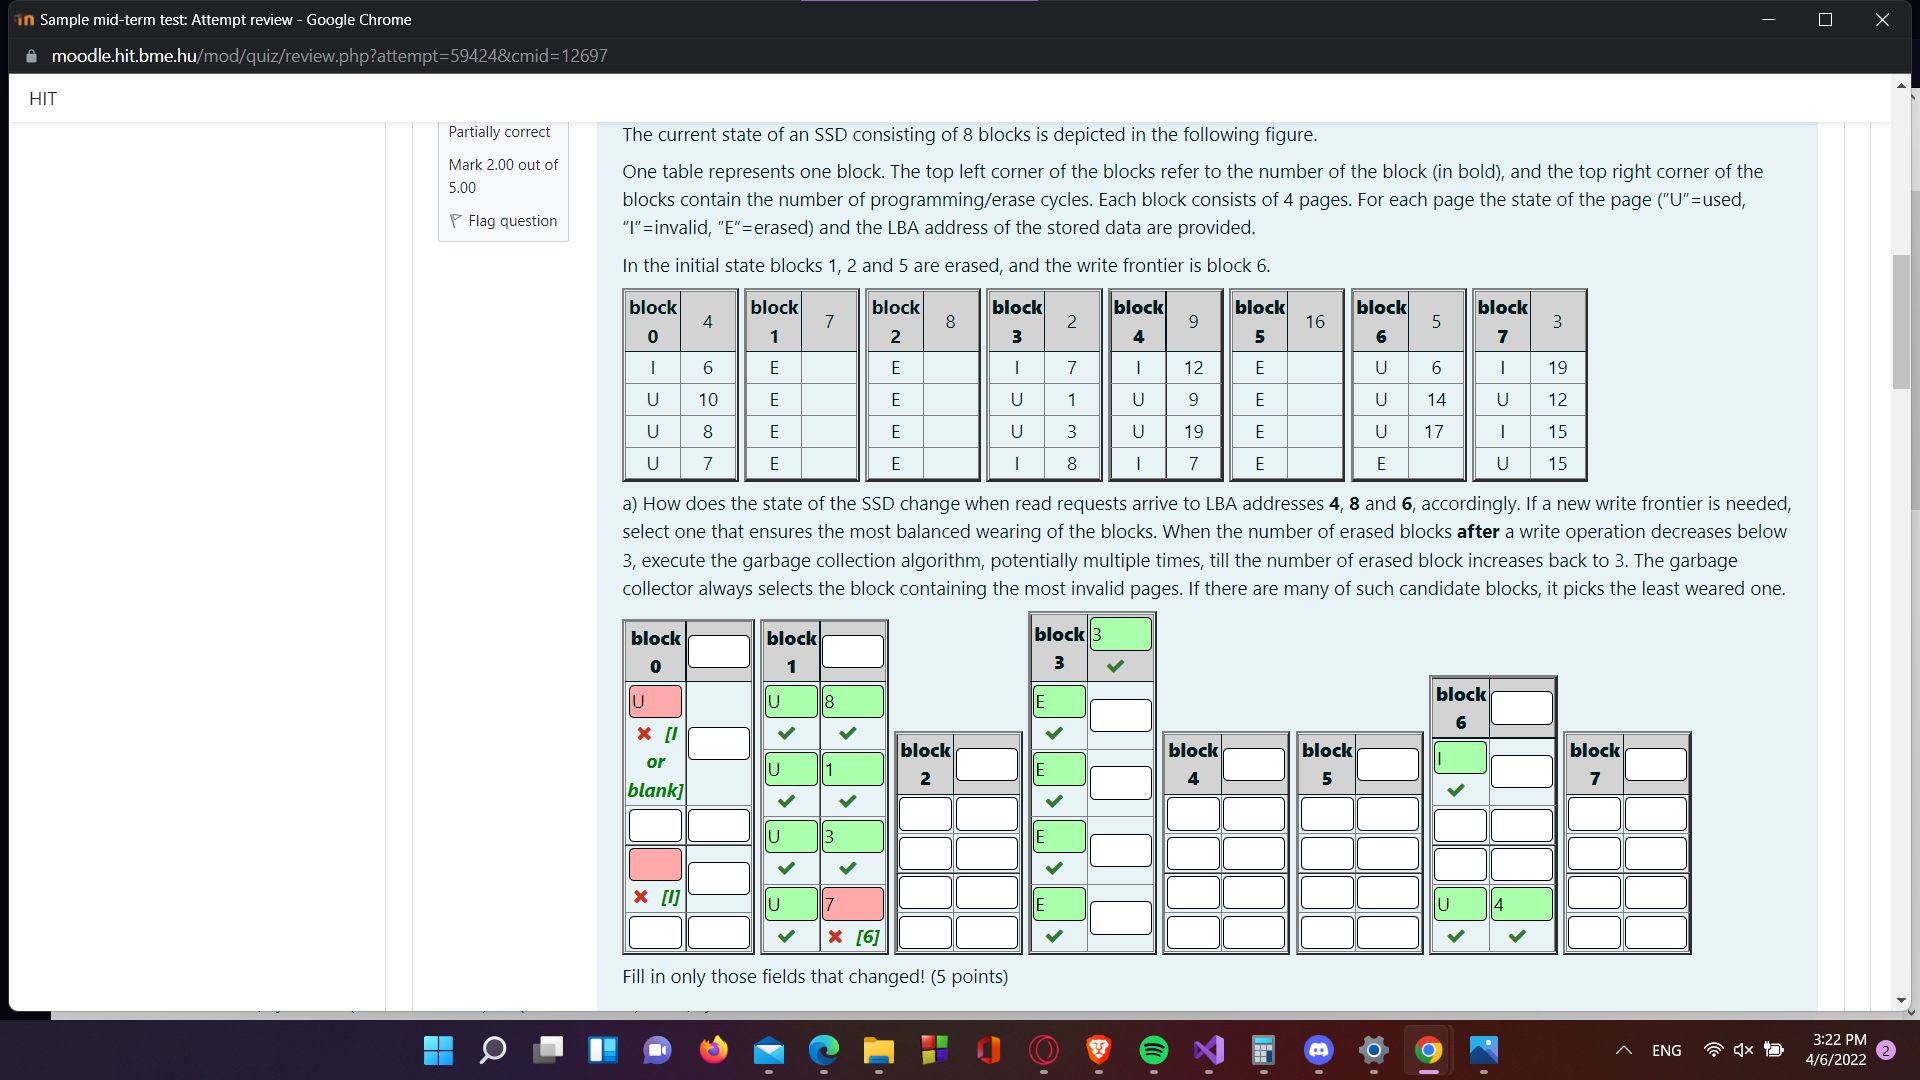 in Sample mid-term test: Attempt review - Google Chrome
moodle.hit.bme.hu/mod/quiz/review.php?attempt=59424&cmid=12697
HIT
Partially correct
Mark 2.00 out of
5.00
Flag question
The current state of an SSD consisting of 8 blocks is depicted in the following figure.
One table represents one block. The top left corner of the blocks refer to the number of the block (in bold), and the top right corner of the
blocks contain the number of programming/erase cycles. Each block consists of 4 pages. For each page the state of the page ("U"=used,
"I"=invalid, "E"=erased) and the LBA address of the stored data are provided.
In the initial state blocks 1, 2 and 5 are erased, and the write frontier is block 6.
block 0 4 block 1 7 block 2 8 block 3 2 block 4 9 block 5 16 block 6 5 block 7 3
I 6 E E I 7 I 12 E U 6 I 19
U 10 E E U 1 U 9 E U 14 U 12
U 8 E E U 3 U 19 E U 17 I 15
U 7 E E I 8 I 7 E E U 15
a) How does the state of the SSD change when read requests arrive to LBA addresses 4, 8 and 6, accordingly. If a new write frontier is needed,
select one that ensures the most balanced wearing of the blocks. When the number of erased blocks after a write operation decreases below
3, execute the garbage collection algorithm, potentially multiple times, till the number of erased block increases back to 3. The garbage
collector always selects the block containing the most invalid pages. If there are many of such candidate blocks, it picks the least weared one.
block 0
U
[I
or
blank]
[I]
block 1
U 8
U 1
U 3
U 7
[6]
block 2
block 3 3
E
E
E
E
block 4
block 5
block 6
I
U 4
block 7
Fill in only those fields that changed! (5 points)
ENG
3:22 PM
4/6/2022
2